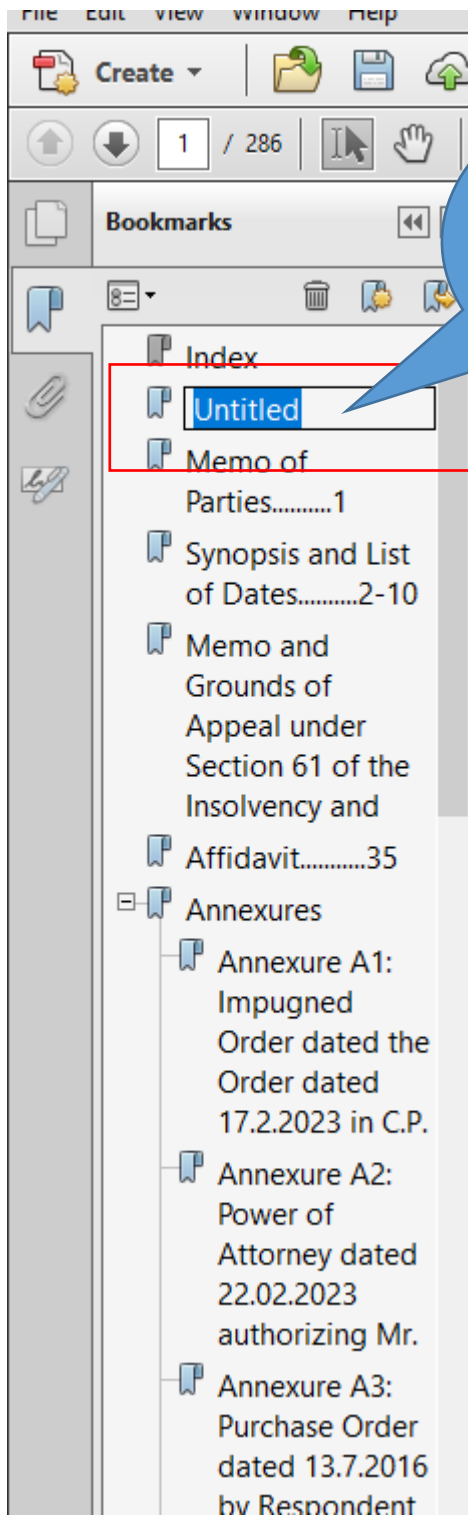 File Edit View Window Help
Create
1 / 286
Bookmarks
Index
Untitled
Memo of
Parties..........1
Synopsis and List
of Dates..........2-10
Memo and
Grounds of
Appeal under
Section 61 of the
Insolvency and
Affidavit...........35
Annexures
Annexure A1:
Impugned
Order dated the
Order dated
17.2.2023 in C.P.
Annexure A2:
Power of
Attorney dated
22.02.2023
authorizing Mr.
Annexure A3:
Purchase Order
dated 13.7.2016
by Respondent